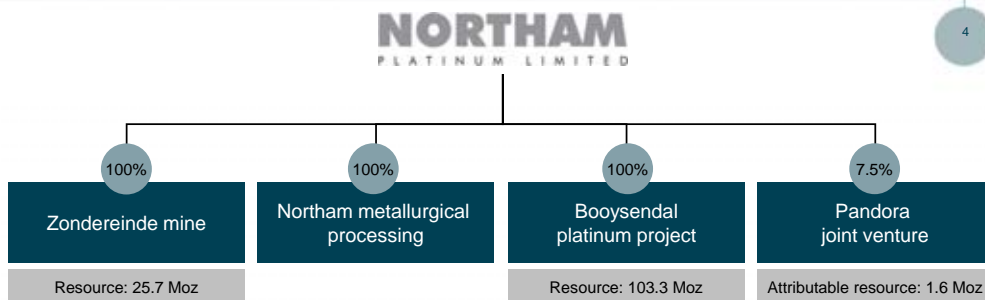 NORTHAM
PLATINUM LIMITED
4
100%
100%
100%
7.5%
Zondereinde mine
Northam metallurgical
processing
Booysendal
platinum project
Pandora
joint venture
Resource: 25.7 Moz
Resource: 103.3 Moz
Attributable resource: 1.6 Moz